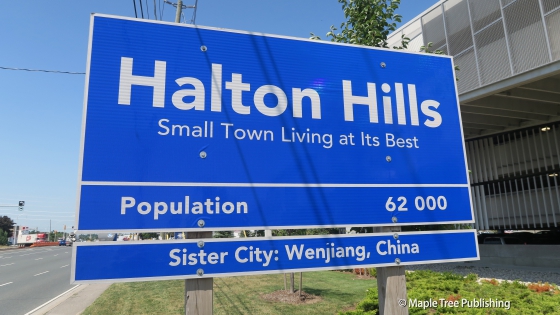 Halton Hills
Small Town Living at Its Best
Population 62 000
Sister City: Wenjiang, China
© Maple Tree Publishing